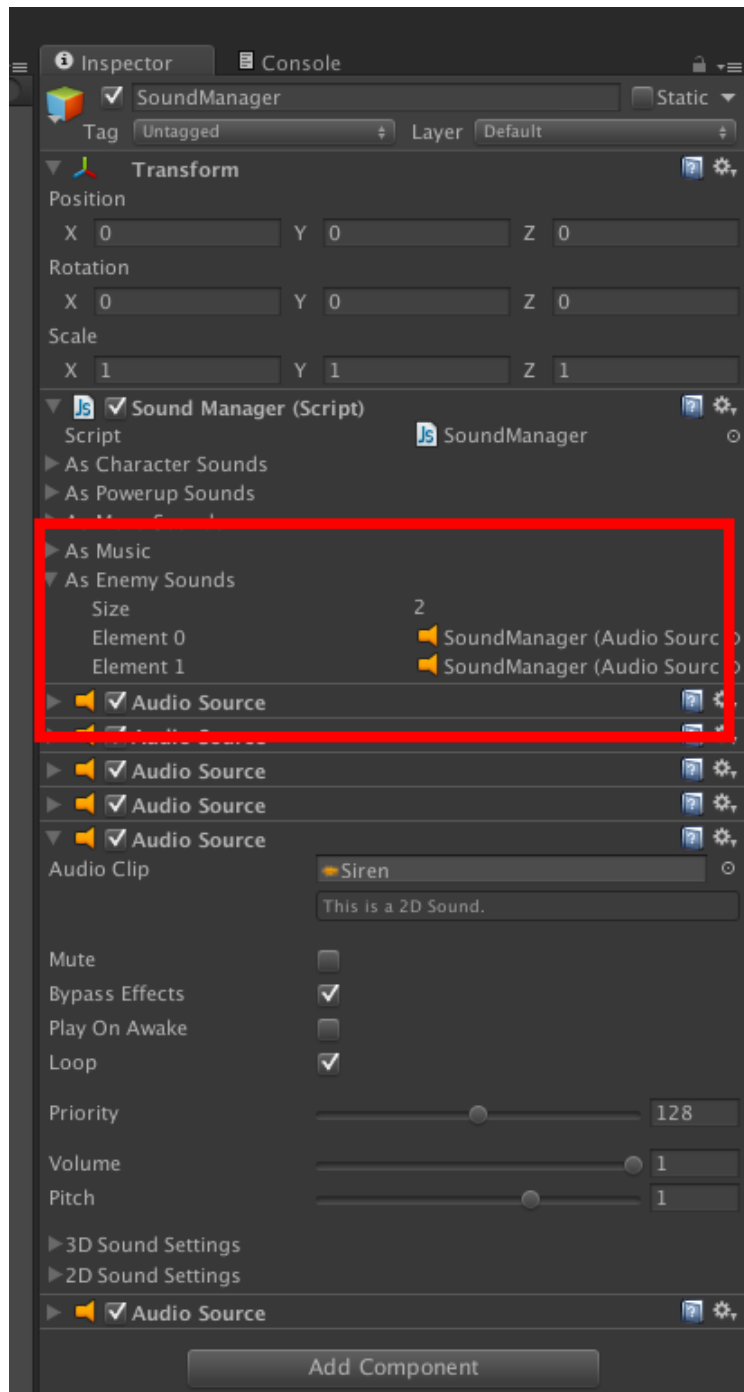 Inspector Console
SoundManager Static
Tag Untagged Layer Default
Transform
Position
X 0 Y 0 Z 0
Rotation
X 0 Y 0 Z 0
Scale
X 1 Y 1 Z 1
Sound Manager (Script)
Script SoundManager
As Character Sounds
As Powerup Sounds
As Music
As Enemy Sounds
Size 2
Element 0 SoundManager (Audio Sourc
Element 1 SoundManager (Audio Sourc
Audio Source
Audio Source
Audio Source
Audio Source
Audio Source
Audio Clip Siren
This is a 2D Sound.
Mute
Bypass Effects
Play On Awake
Loop
Priority 128
Volume 1
Pitch 1
3D Sound Settings
2D Sound Settings
Audio Source
Add Component